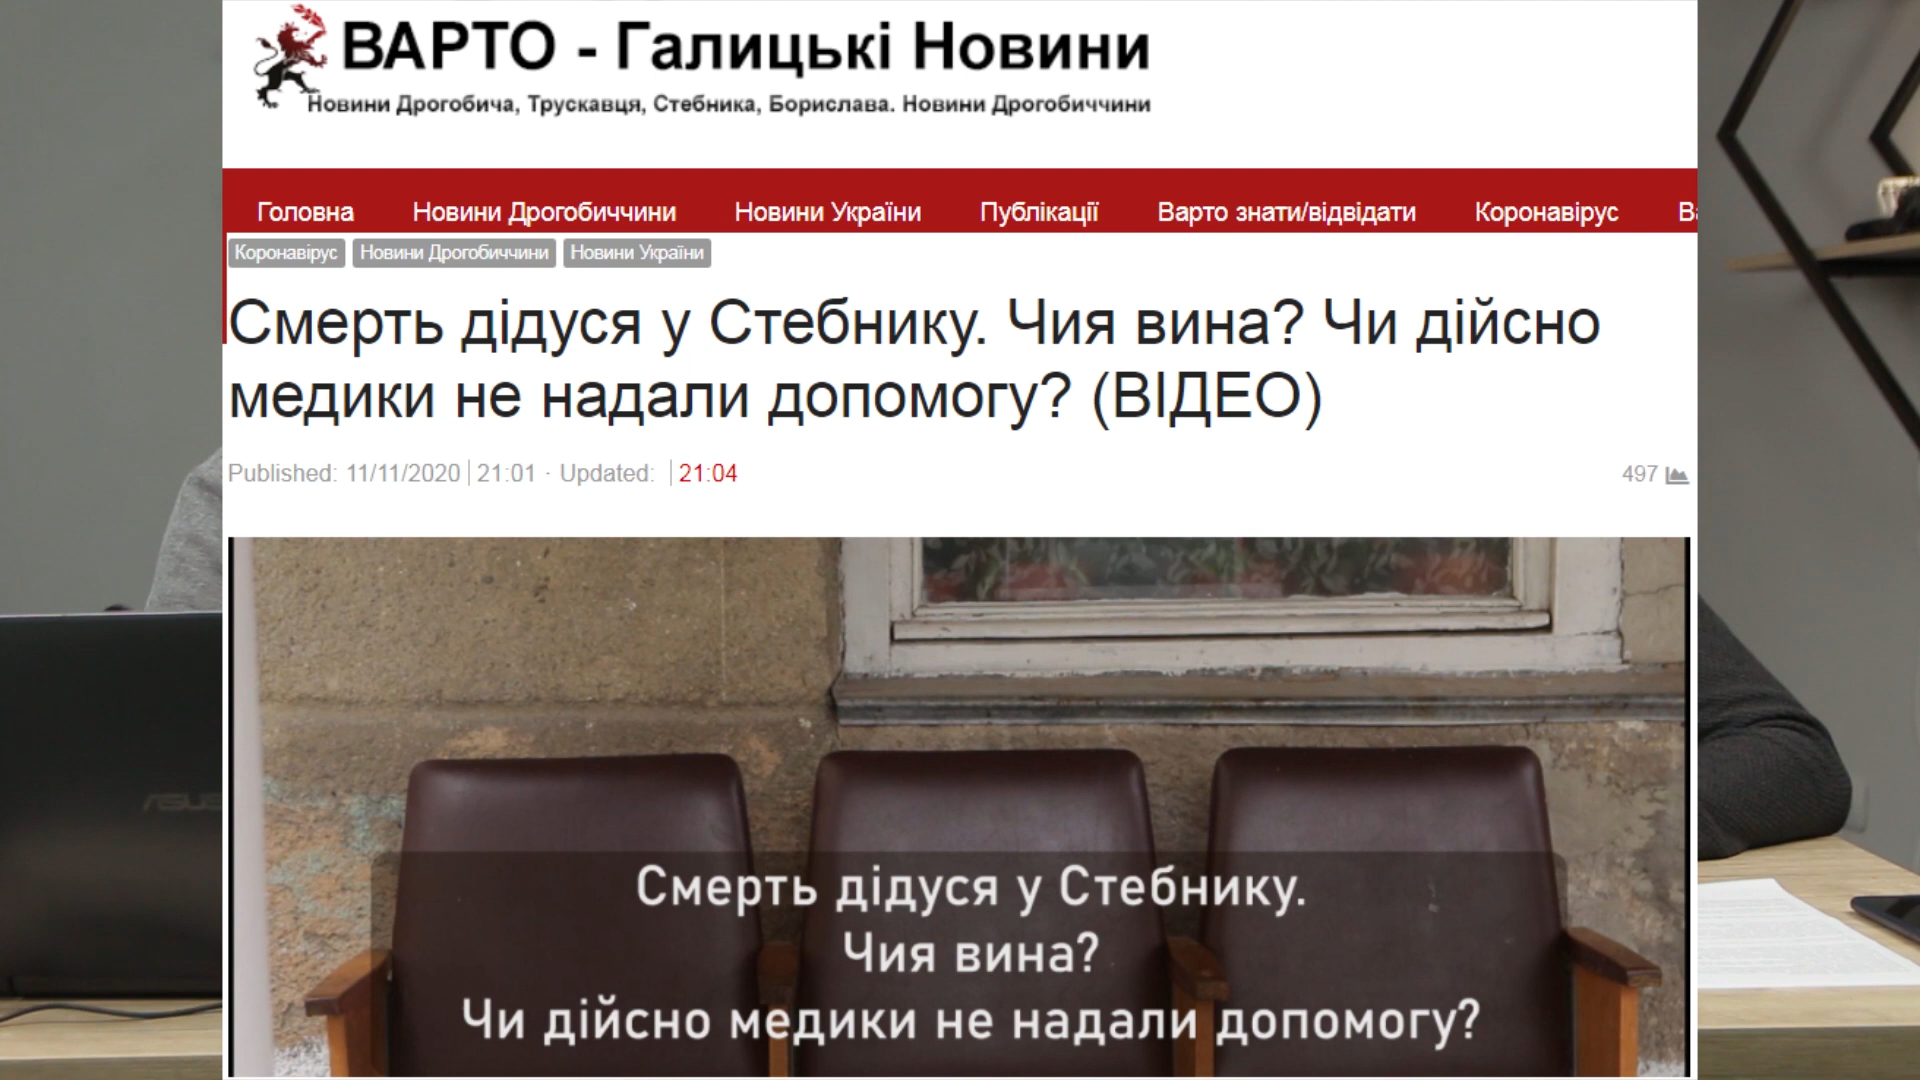 ВАРТО - Галицькі Новини
Новини Дрогобича, Трускавця, Стебника, Борислава. Новини Дрогобиччини
Головна Новини Дрогобиччини Новини України Публікації Варто знати/відвідати Коронавірус
Коронавірус Новини Дрогобиччини Новини України
Смерть дідуся у Стебнику. Чия вина? Чи дійсно
медики не надали допомогу? (ВІДЕО)
Published: 11/11/2020 | 21:01 · Updated: | 21:04
497
Смерть дідуся у Стебнику.
Чия вина?
Чи дійсно медики не надали допомогу?
ASUS